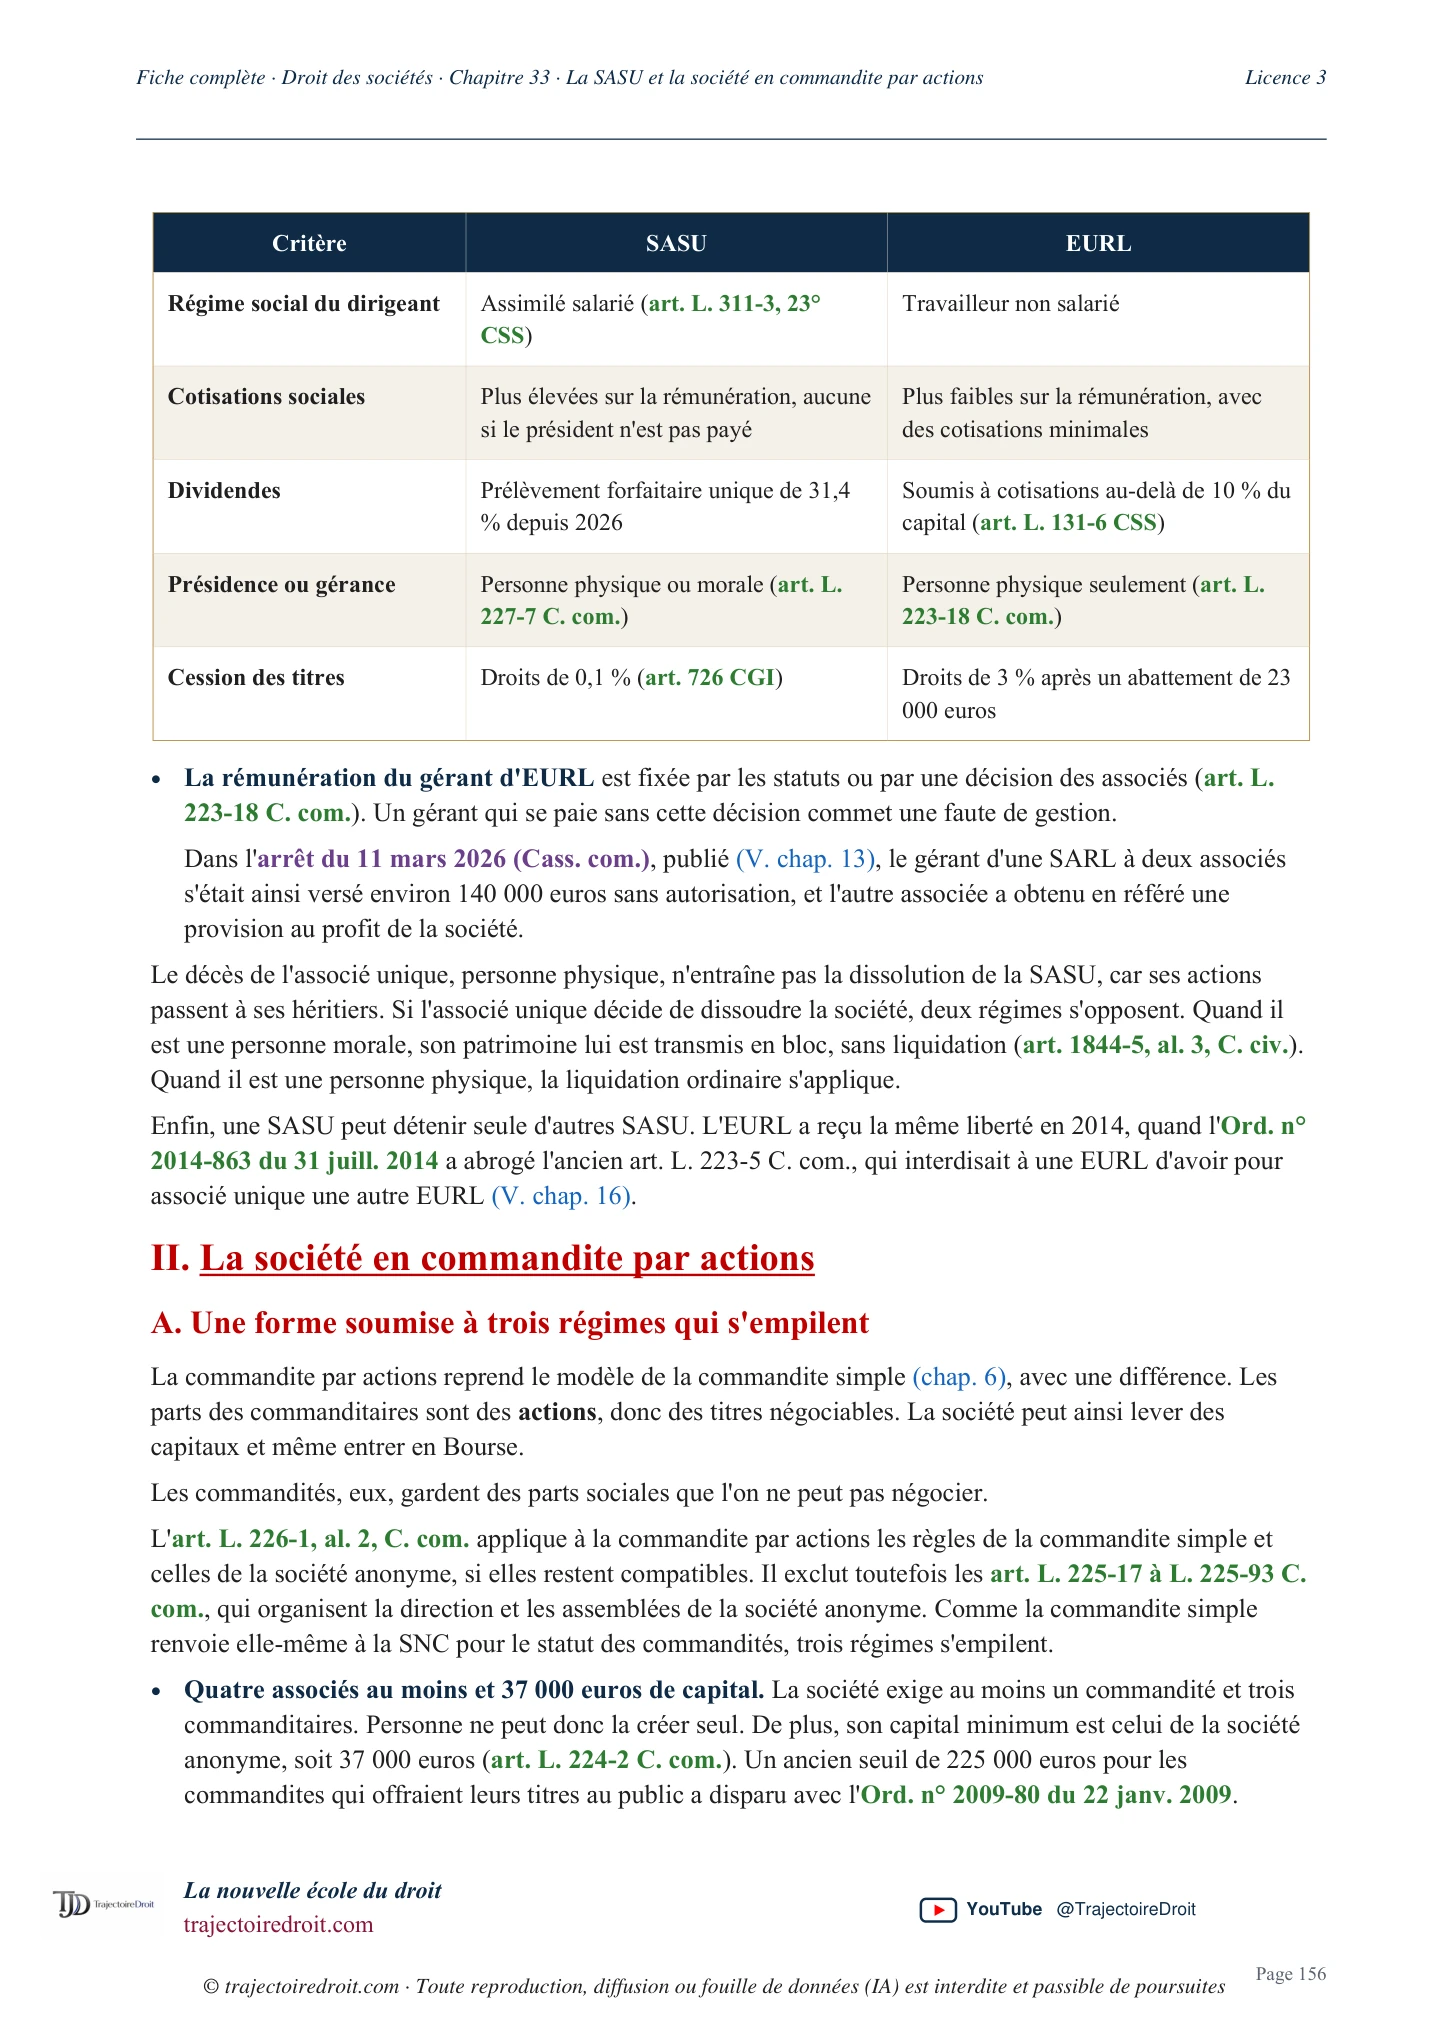 Fiche complète · Droit des sociétés · Chapitre 33 · La SASU et la société en commandite par actions
Licence 3
Critère
SASU
EURL
Régime social du dirigeant
Assimilé salarié (art. L. 311-3, 23°
CSS)
Travailleur non salarié
Cotisations sociales
Plus élevées sur la rémunération, aucune
si le président n'est pas payé
Plus faibles sur la rémunération, avec
des cotisations minimales
Dividendes
Prélèvement forfaitaire unique de 31,4
% depuis 2026
Soumis à cotisations au-delà de 10 % du
capital (art. L. 131-6 CSS)
Présidence ou gérance
Personne physique ou morale (art. L.
227-7 C. com.)
Personne physique seulement (art. L.
223-18 C. com.)
Cession des titres
Droits de 0,1 % (art. 726 CGI)
Droits de 3 % après un abattement de 23
000 euros
• La rémunération du gérant d'EURL est fixée par les statuts ou par une décision des associés (art. L.
223-18 C. com.). Un gérant qui se paie sans cette décision commet une faute de gestion.
Dans l'arrêt du 11 mars 2026 (Cass. com.), publié (V. chap. 13), le gérant d'une SARL à deux associés
s'était ainsi versé environ 140 000 euros sans autorisation, et l'autre associée a obtenu en référé une
provision au profit de la société.
Le décès de l'associé unique, personne physique, n'entraîne pas la dissolution de la SASU, car ses actions
passent à ses héritiers. Si l'associé unique décide de dissoudre la société, deux régimes s'opposent. Quand il
est une personne morale, son patrimoine lui est transmis en bloc, sans liquidation (art. 1844-5, al. 3, C. civ.).
Quand il est une personne physique, la liquidation ordinaire s'applique.
Enfin, une SASU peut détenir seule d'autres SASU. L'EURL a reçu la même liberté en 2014, quand l'Ord. n°
2014-863 du 31 juill. 2014 a abrogé l'ancien art. L. 223-5 C. com., qui interdisait à une EURL d'avoir pour
associé unique une autre EURL (V. chap. 16).
II. La société en commandite par actions
A. Une forme soumise à trois régimes qui s'empilent
La commandite par actions reprend le modèle de la commandite simple (chap. 6), avec une différence. Les
parts des commanditaires sont des actions, donc des titres négociables. La société peut ainsi lever des
capitaux et même entrer en Bourse.
Les commandités, eux, gardent des parts sociales que l'on ne peut pas négocier.
L'art. L. 226-1, al. 2, C. com. applique à la commandite par actions les règles de la commandite simple et
celles de la société anonyme, si elles restent compatibles. Il exclut toutefois les art. L. 225-17 à L. 225-93 C.
com., qui organisent la direction et les assemblées de la société anonyme. Comme la commandite simple
renvoie elle-même à la SNC pour le statut des commandités, trois régimes s'empilent.
• Quatre associés au moins et 37 000 euros de capital. La société exige au moins un commandité et trois
commanditaires. Personne ne peut donc la créer seul. De plus, son capital minimum est celui de la société
anonyme, soit 37 000 euros (art. L. 224-2 C. com.). Un ancien seuil de 225 000 euros pour les
commandites qui offraient leurs titres au public a disparu avec l'Ord. n° 2009-80 du 22 janv. 2009.
TJD TrajectoireDroit
La nouvelle école du droit
trajectoiredroit.com
YouTube @TrajectoireDroit
© trajectoiredroit.com · Toute reproduction, diffusion ou fouille de données (IA) est interdite et passible de poursuites
Page 156